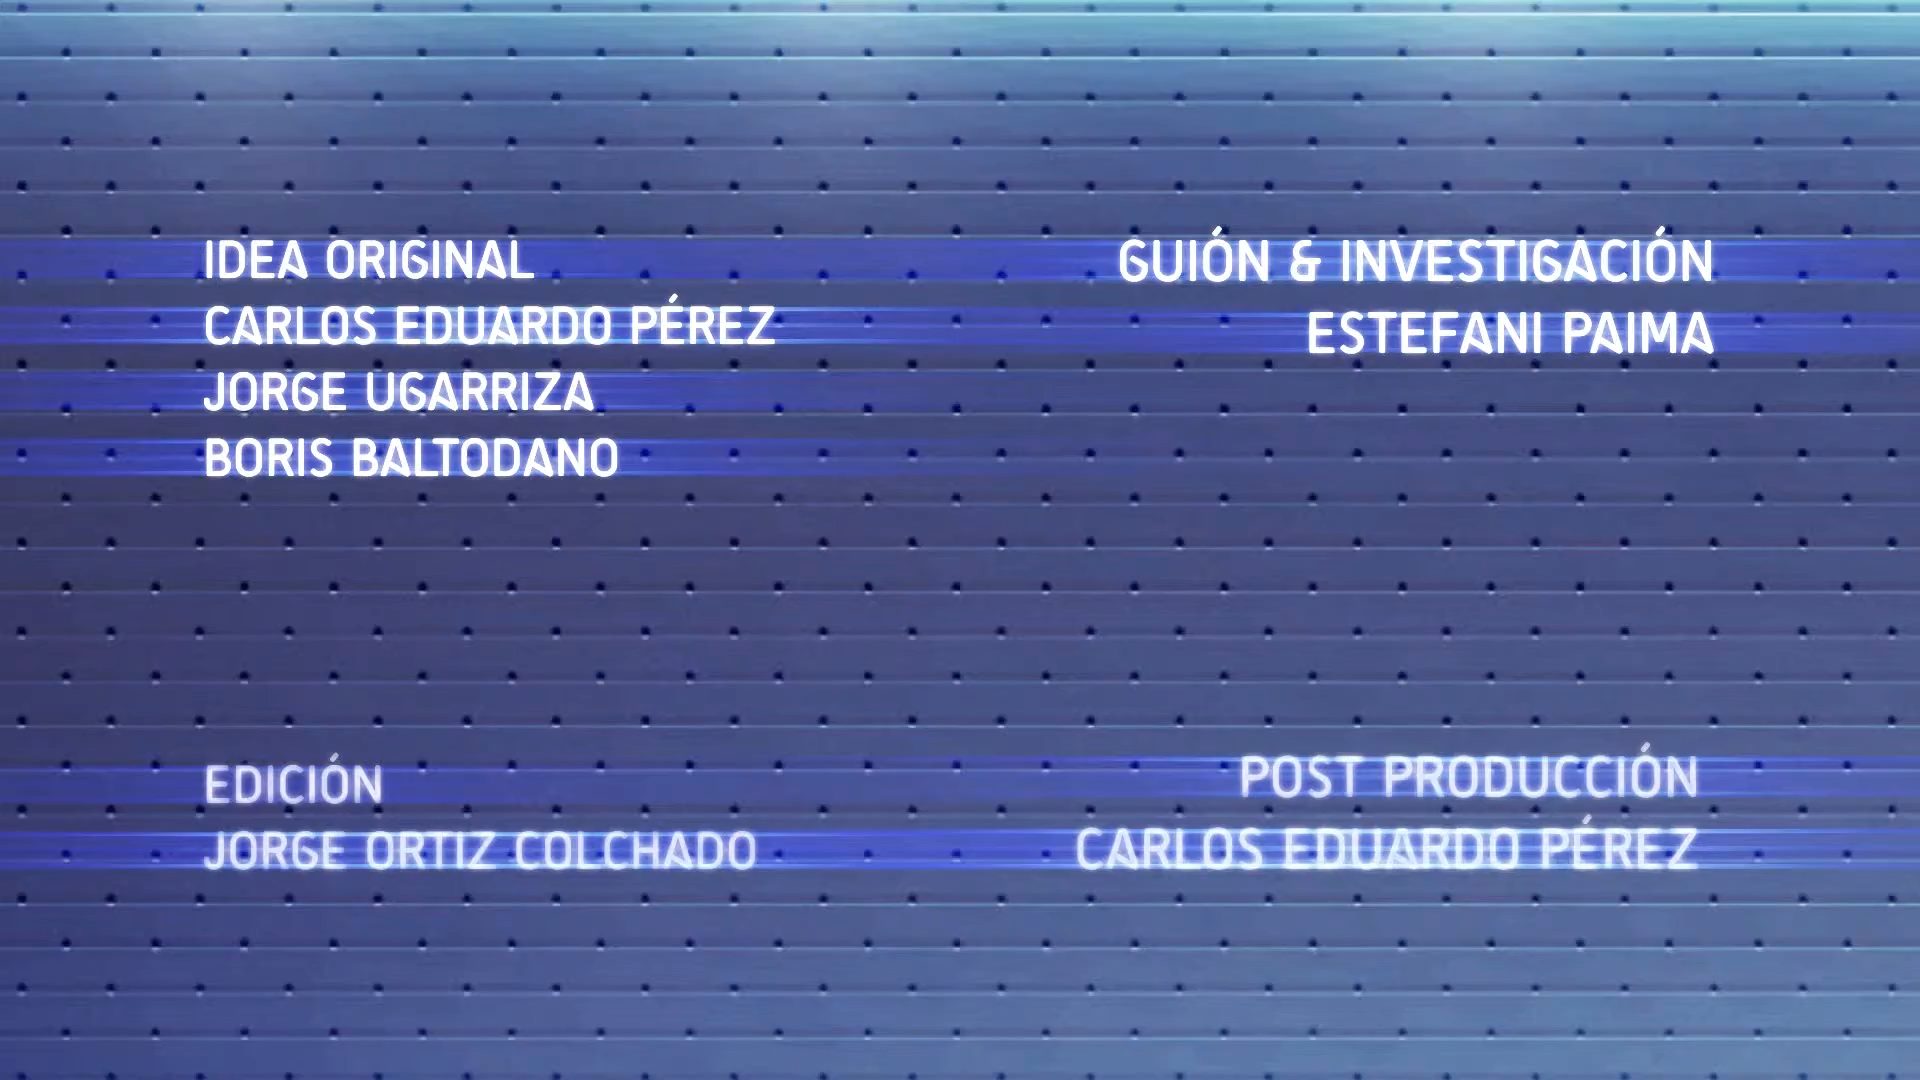 IDEA ORIGINAL
CARLOS EDUARDO PÉREZ
JORGE UGARRIZA
BORIS BALTODANO
GUIÓN & INVESTIGACIÓN
ESTEFANI PAIMA
EDICIÓN
JORGE ORTIZ COLCHADO
POST PRODUCCIÓN
CARLOS EDUARDO PÉREZ